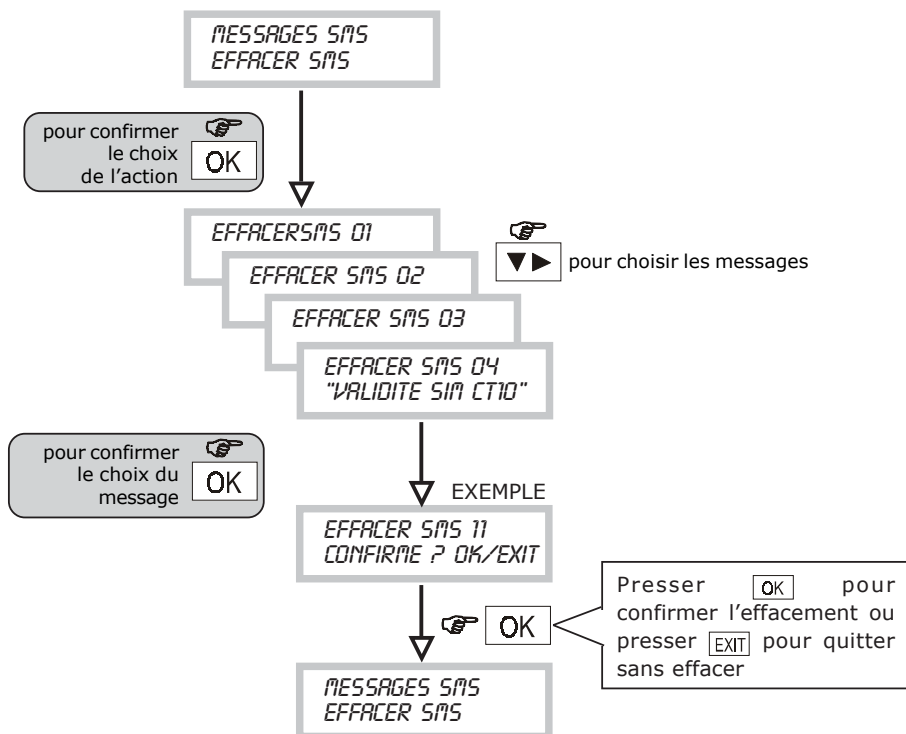 MESSAGES SMS
EFFACER SMS
pour confirmer
le choix
de l'action
OK
EFFACERSMS 01
EFFACER SMS 02
EFFACER SMS 03
EFFACER SMS 04
"VALIDITE SIM CT10"
pour choisir les messages
pour confirmer
le choix du
message
OK
EXEMPLE
EFFACER SMS 11
CONFIRME ? OK/EXIT
OK
Presser OK pour
confirmer l'effacement ou
presser EXIT pour quitter
sans effacer
MESSAGES SMS
EFFACER SMS